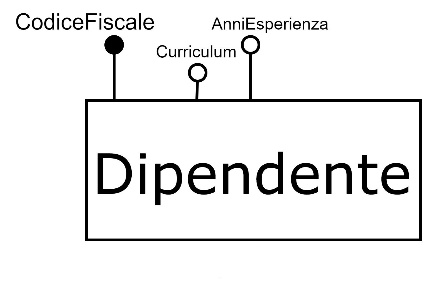 CodiceFiscale
AnniEsperienza
Curriculum
Dipendente